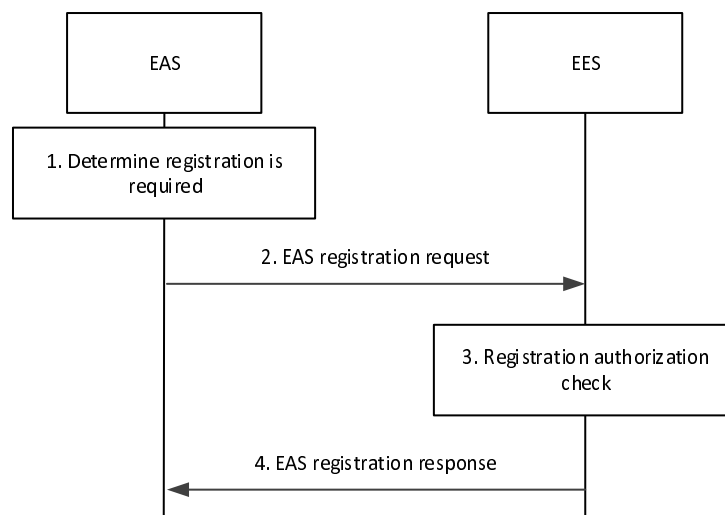 EAS
EES
1. Determine registration is
required
2. EAS registration request
3. Registration authorization
check
4. EAS registration response